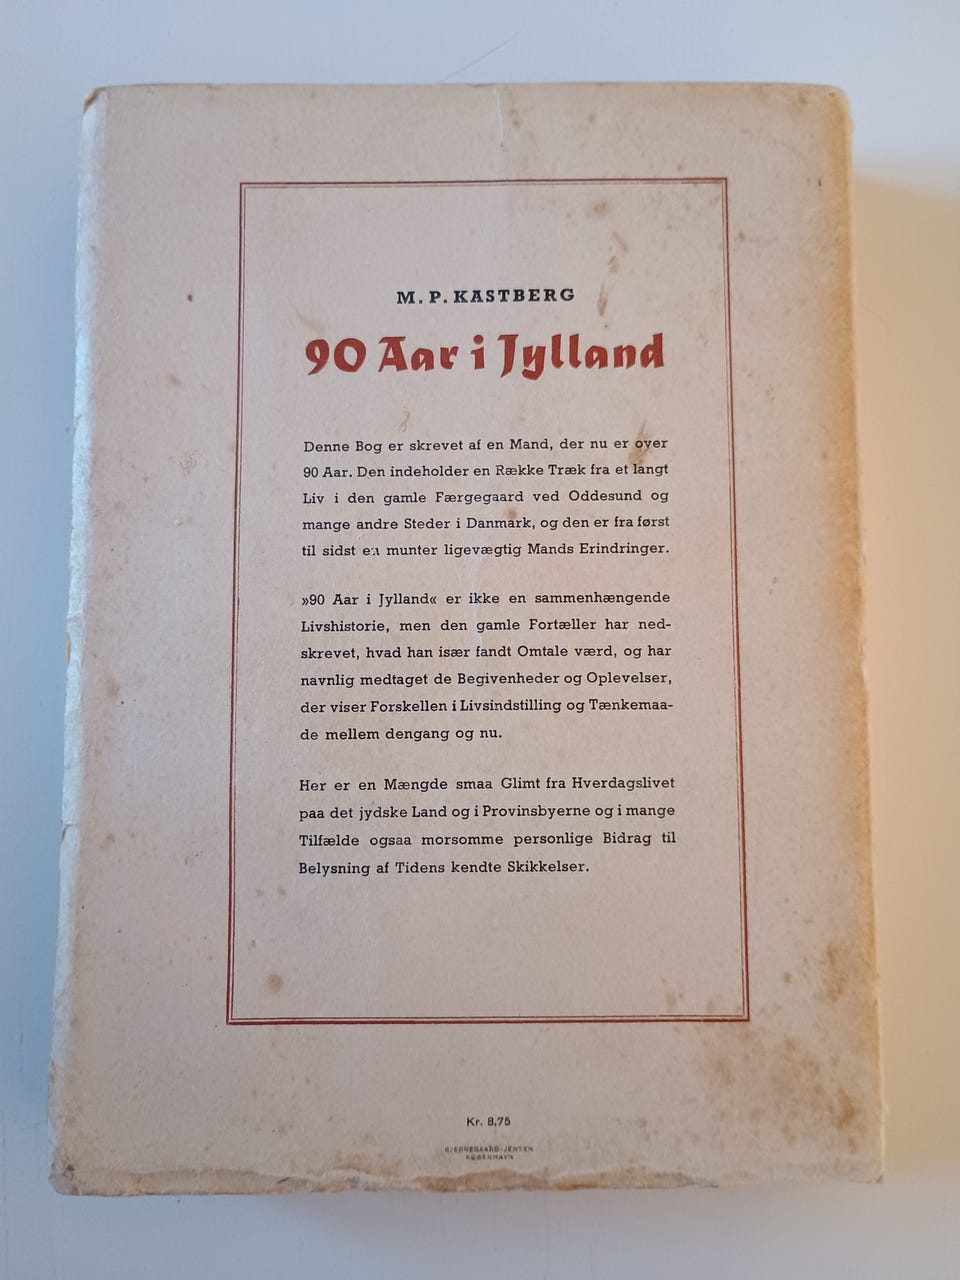 M. P. KASTBERG
90 Aar i Jylland
Denne Bog er skrevet af en Mand, der nu er over
90 Aar. Den indeholder en Række Træk fra et langt
Liv i den gamle Færgegaard ved Oddesund og
mange andre Steder i Danmark, og den er fra først
til sidst en munter ligevægtig Mands Erindringer.
»90 Aar i Jylland« er ikke en sammenhængende
Livshistorie, men den gamle Fortæller har ned-
skrevet, hvad han især fandt Omtale værd, og har
navnlig medtaget de Begivenheder og Oplevelser,
der viser Forskellen i Livsindstilling og Tænkemaa-
de mellem dengang og nu.
Her er en Mængde smaa Glimt fra Hverdagslivet
paa det jydske Land og i Provinsbyerne og i mange
Tilfælde ogsaa morsomme personlige Bidrag til
Belysning af Tidens kendte Skikkelser.
Kr. 8,75
KØBENHAVN